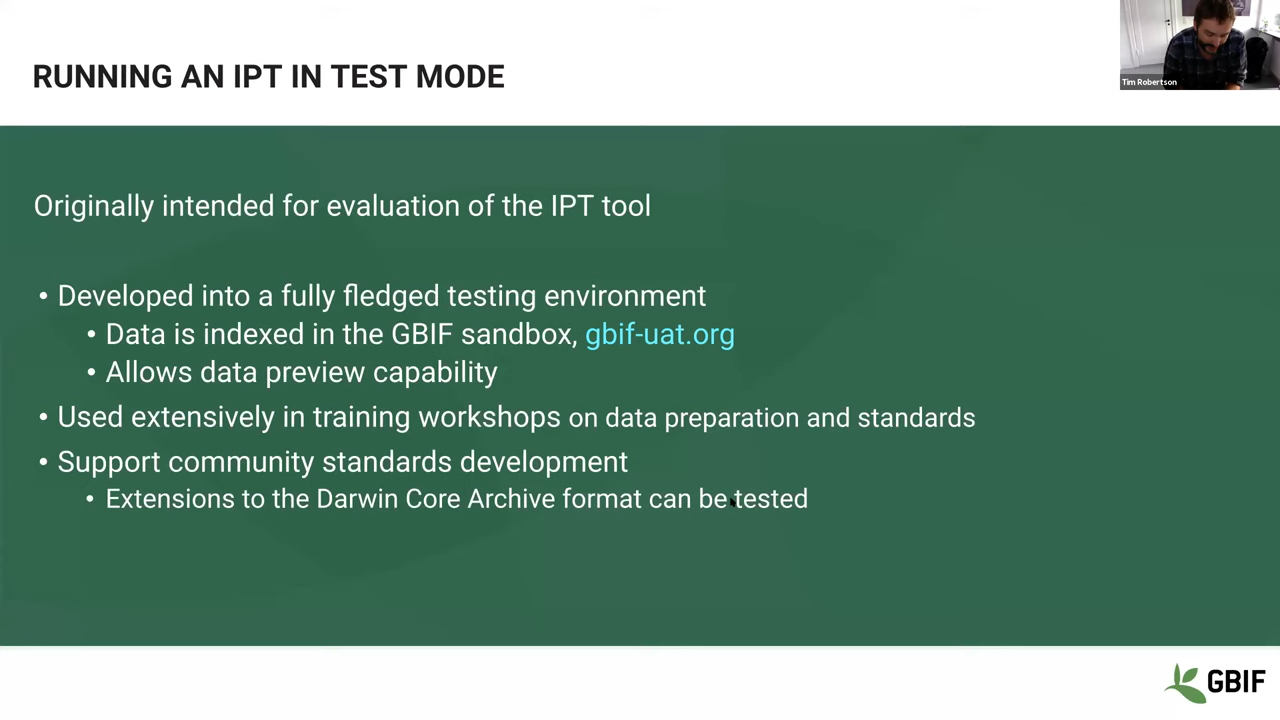 RUNNING AN IPT IN TEST MODE
Tim Robertson
Originally intended for evaluation of the IPT tool
• Developed into a fully fledged testing environment
• Data is indexed in the GBIF sandbox, gbif-uat.org
• Allows data preview capability
• Used extensively in training workshops on data preparation and standards
• Support community standards development
• Extensions to the Darwin Core Archive format can be tested
GBIF